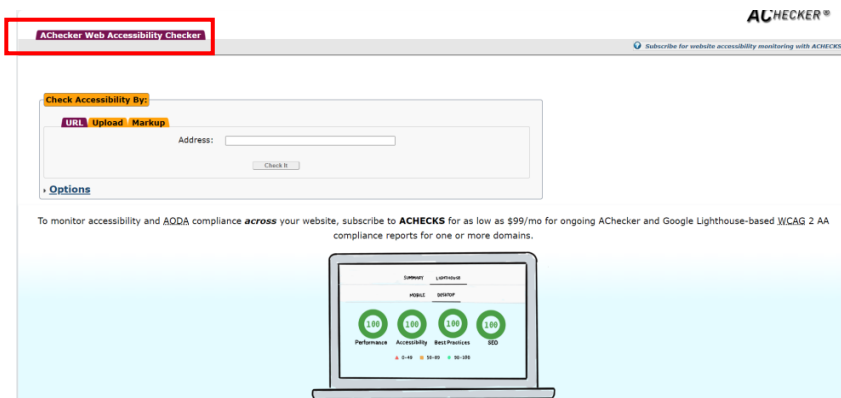 ACHECKER®
AChecker Web Accessibility Checker
Subscribe for website accessibility monitoring with ACHECKS
Check Accessibility By:
URL Upload Markup
Address:
Check It
Options
To monitor accessibility and AODA compliance across your website, subscribe to ACHECKS for as low as $99/mo for ongoing AChecker and Google Lighthouse-based WCAG 2 AA
compliance reports for one or more domains.
SUMMARY LIGHTHOUSE
MOBILE DESKTOP
100 100 100 100
Performance Accessibility Best Practices SEO
0-49 50-89 90-100